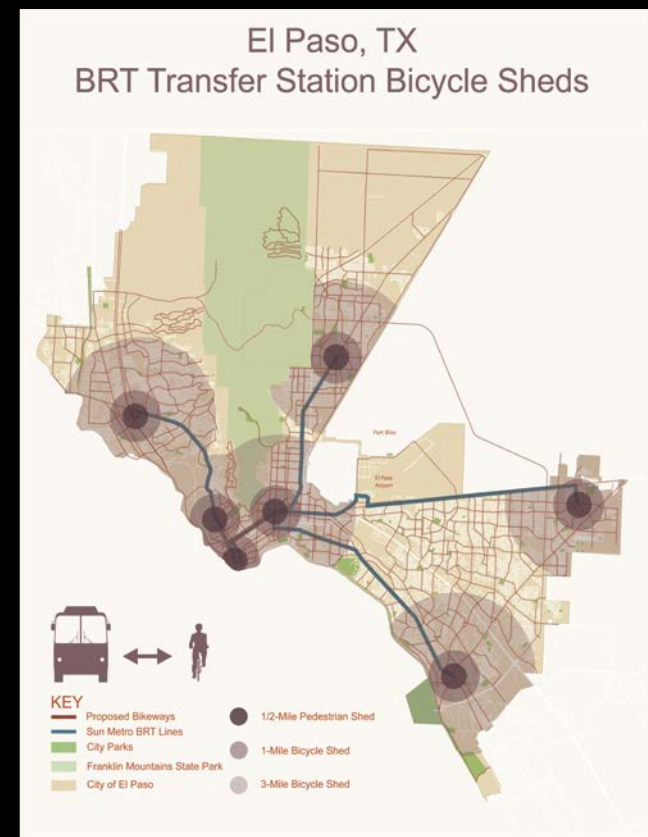 El Paso, TX
BRT Transfer Station Bicycle Sheds
Fort Bliss
El Paso
Airport
KEY
Proposed Bikeways
Sun Metro BRT Lines
City Parks
Franklin Mountains State Park
City of El Paso
1/2-Mile Pedestrian Shed
1-Mile Bicycle Shed
3-Mile Bicycle Shed